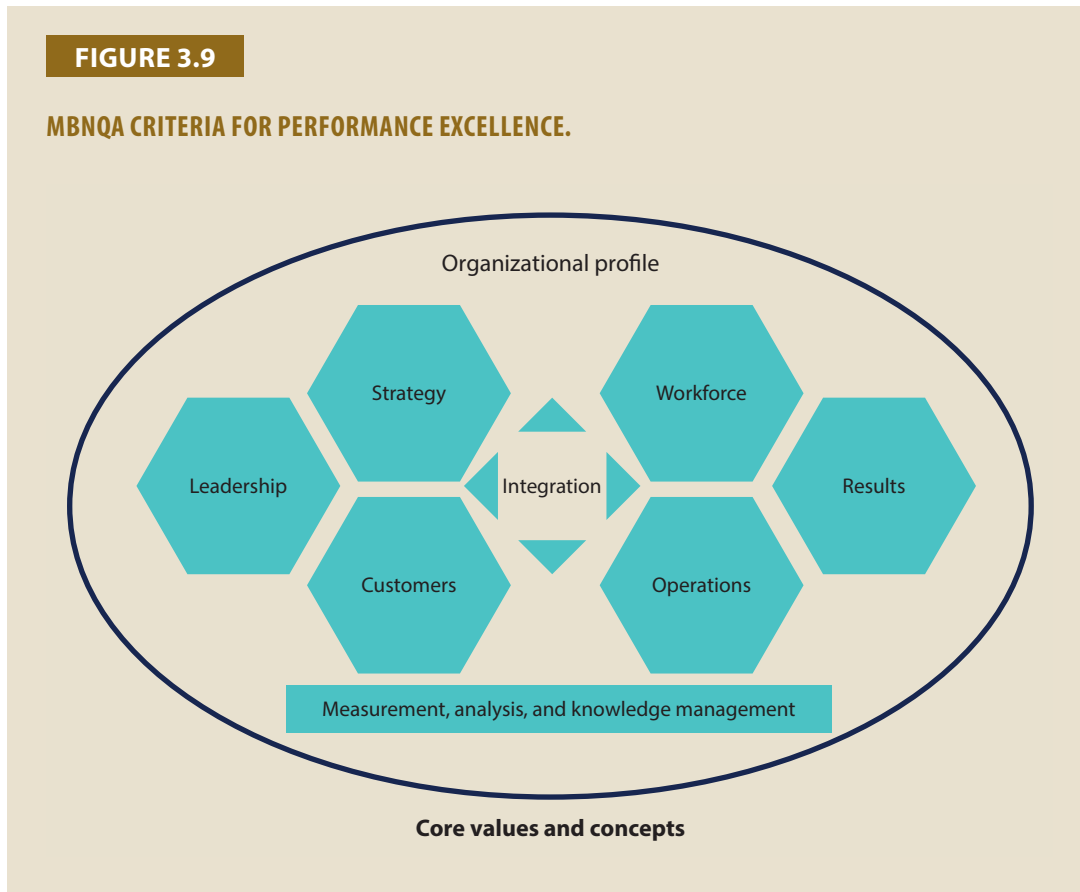 FIGURE 3.9
MBNQA CRITERIA FOR PERFORMANCE EXCELLENCE.
Organizational profile
Strategy
Workforce
Leadership
Integration
Results
Customers
Operations
Measurement, analysis, and knowledge management
Core values and concepts